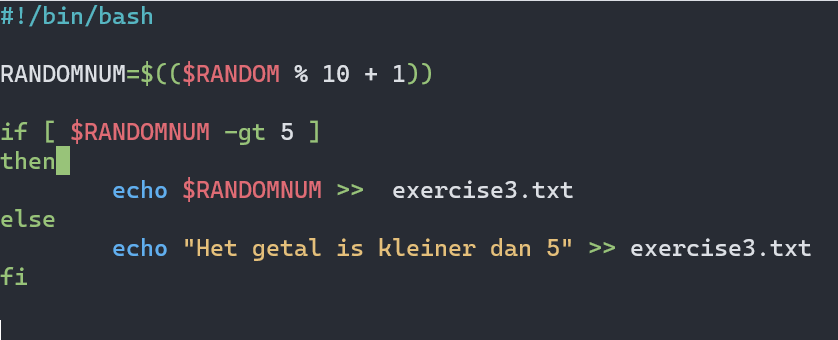 #!/bin/bash
RANDOMNUM=$(($RANDOM % 10 + 1))
if [ $RANDOMNUM -gt 5 ]
then
echo $RANDOMNUM >>  exercise3.txt
else
echo "Het getal is kleiner dan 5" >> exercise3.txt
fi